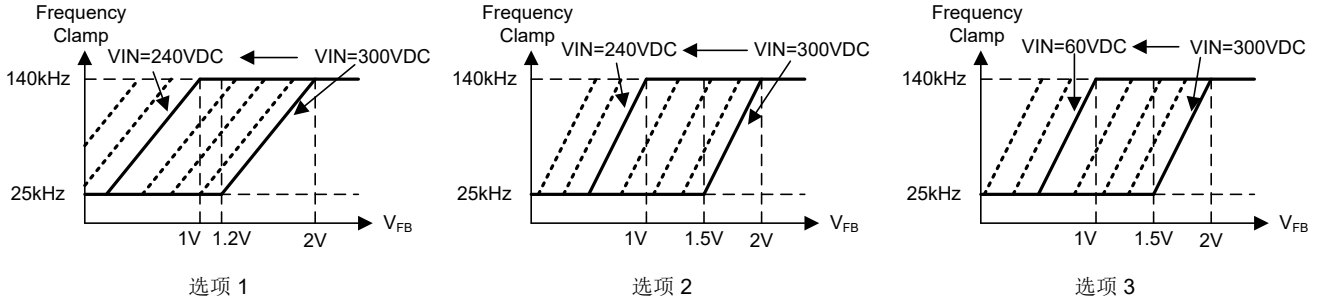 Frequency
Clamp
VIN=240VDC
VIN=300VDC
140kHz
25kHz
1V
1.2V
2V
VFB
选项 1
Frequency
Clamp
VIN=240VDC
VIN=300VDC
140kHz
25kHz
1V
1.5V
2V
VFB
选项 2
Frequency
Clamp
VIN=60VDC
VIN=300VDC
140kHz
25kHz
1V
1.5V
2V
VFB
选项 3